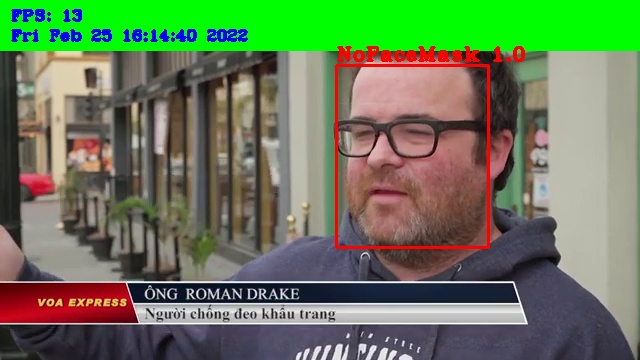 FPS: 13
Fri Feb 25 16:14:40 2022
NoFaceMask 1.0
VOA EXPRESS
ÔNG ROMAN DRAKE
Người chống đeo khẩu trang